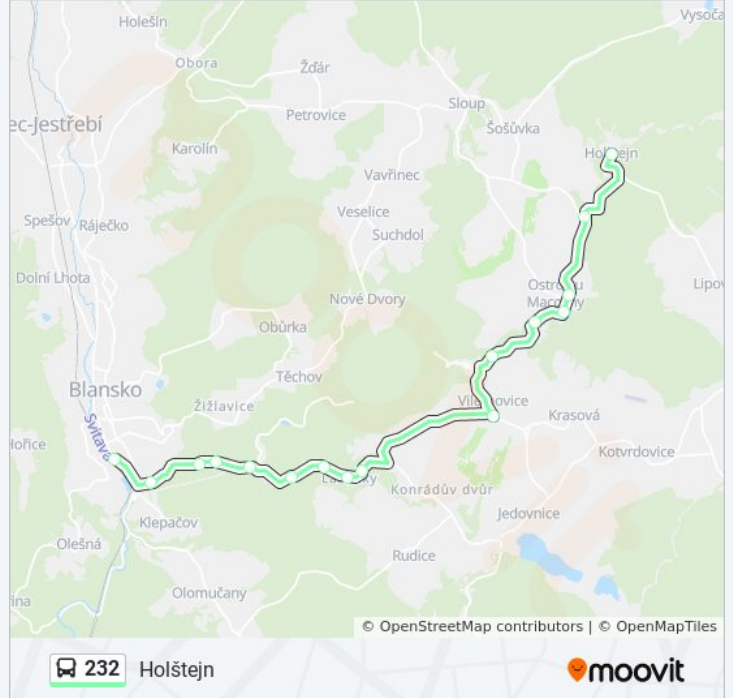 Holešín
Vysoča
Obora
Žďár
Sloup
Petrovice
ec-Jestřebí
Šošůvka
Karolín
Holštejn
Vavřinec
Spešov
Ráječko
Veselice
Suchdol
Dolní Lhota
Lipov
Ostrov u
Macochy
Nové Dvory
Obůrka
Těchov
Blansko
Žižlavice
Vilémovice
Krasová
Svitava
Hořice
Kotvrdovice
Lažánky
Konrádův dvůr
Jedovnice
Klepačov
Olešná
Rudice
Olomučany
ina
© OpenStreetMap contributors | © OpenMapTiles
232 Holštejn
moovit